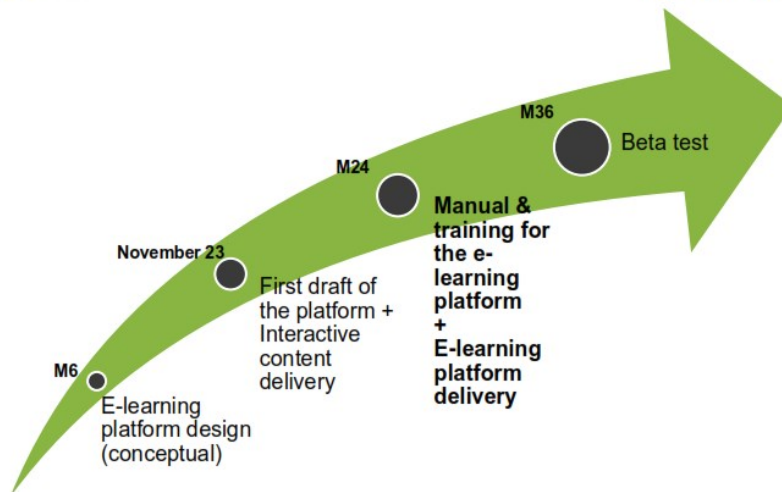 M6
E-learning
platform design
(conceptual)
November 23
First draft of
the platform +
Interactive
content
delivery
M24
Manual &
training for
the e-
learning
platform
+
E-learning
platform
delivery
M36
Beta test